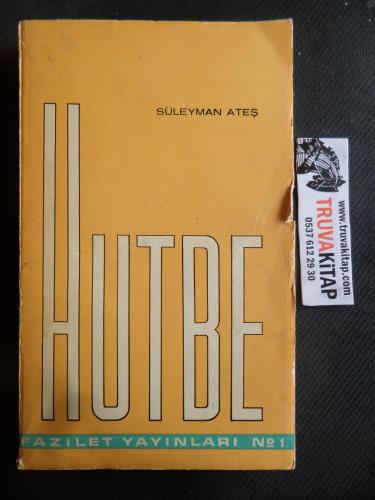 SÜLEYMAN ATEŞ
HUTBE
FAZİLET YAYINLARI Nº 1
www.truvakitap.com
TRUVAKİTAP
0537 612 29 30